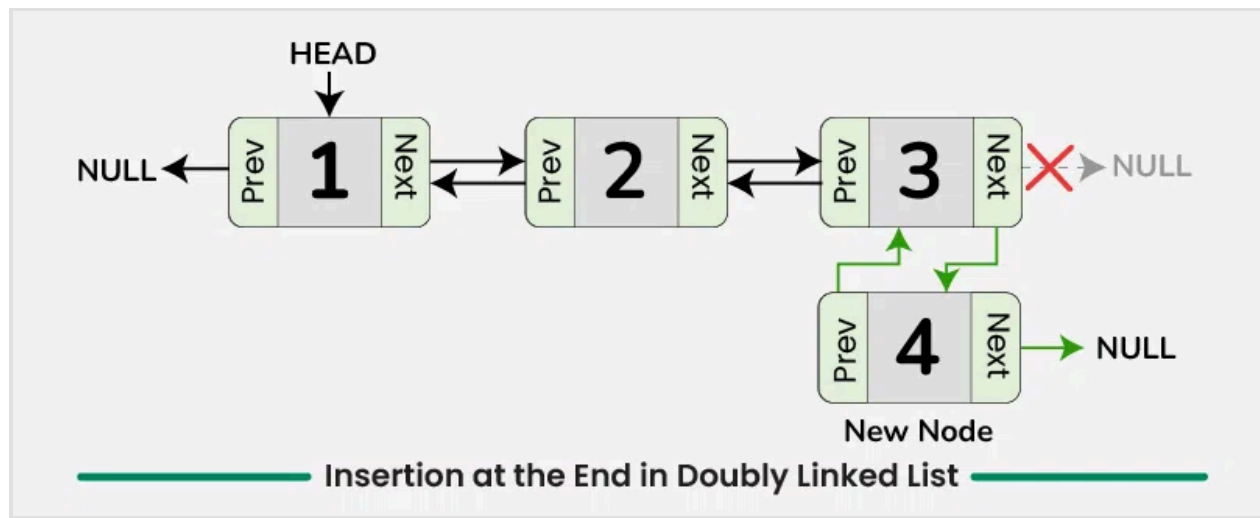 HEAD
NULL Prev 1 Next Prev 2 Next Prev 3 Next NULL
Prev 4 Next NULL
New Node
Insertion at the End in Doubly Linked List